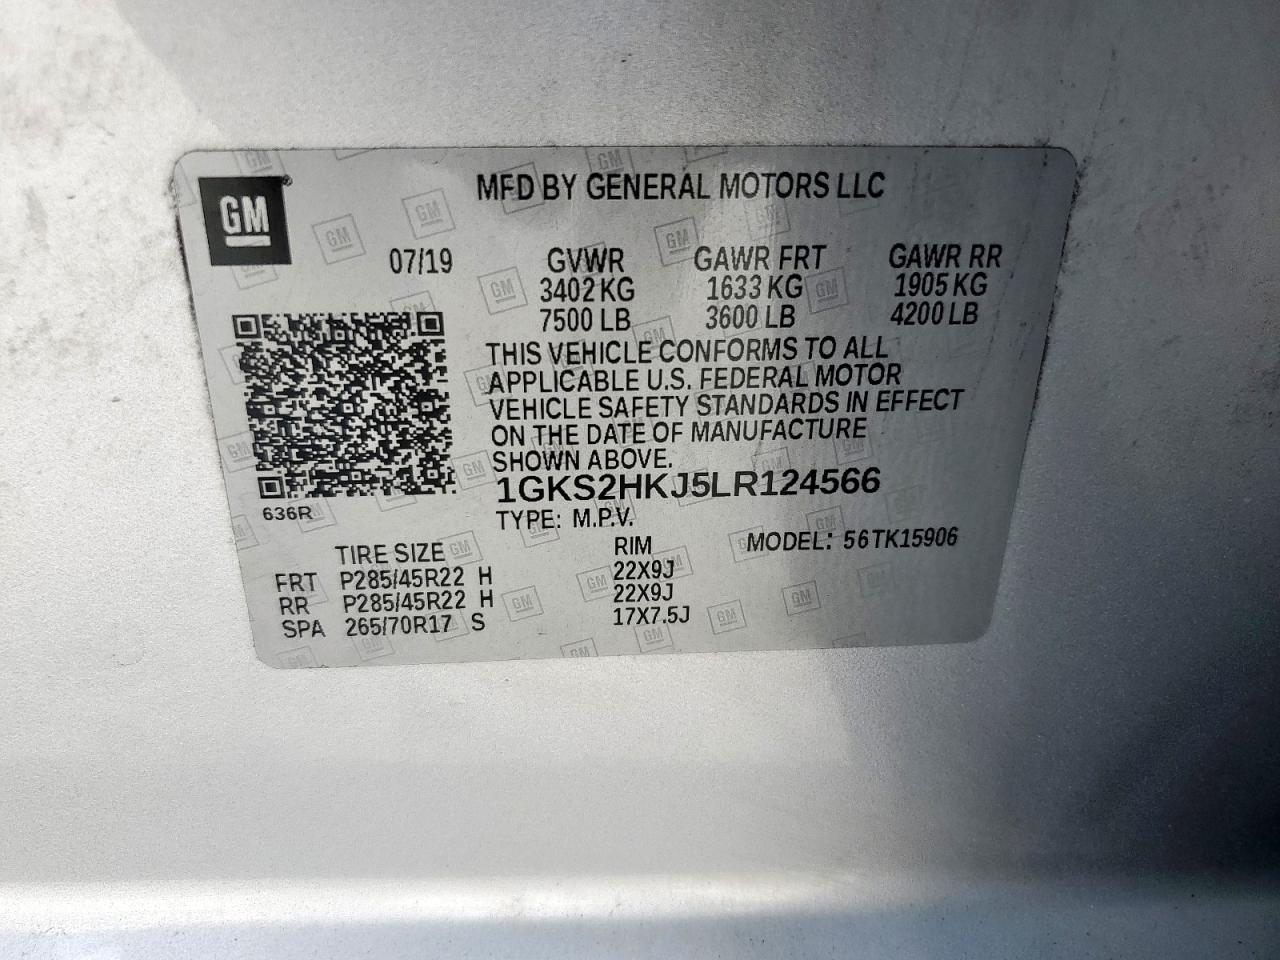 GM
MFD BY GENERAL MOTORS LLC
07/19 GVWR GAWR FRT GAWR RR
3402 KG 1633 KG 1905 KG
7500 LB 3600 LB 4200 LB
THIS VEHICLE CONFORMS TO ALL
APPLICABLE U.S. FEDERAL MOTOR
VEHICLE SAFETY STANDARDS IN EFFECT
ON THE DATE OF MANUFACTURE
SHOWN ABOVE.
1GKS2HKJ5LR124566
636R
TYPE: M.P.V. MODEL: 56TK15906
TIRE SIZE RIM
FRT P285/45R22 H 22X9J
RR P285/45R22 H 22X9J
SPA 265/70R17 S 17X7.5J